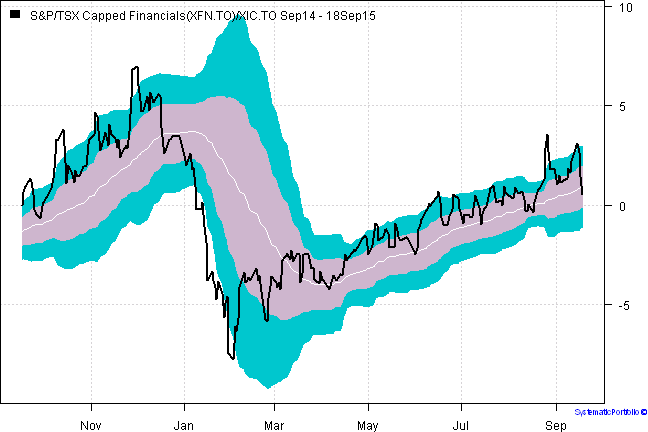 S&P/TSX Capped Financials(XFN.TO)/XIC.TO Sep14 - 18Sep15
10
5
0
-5
Nov Jan Mar May Jul Sep
SystematicPortfolio ©